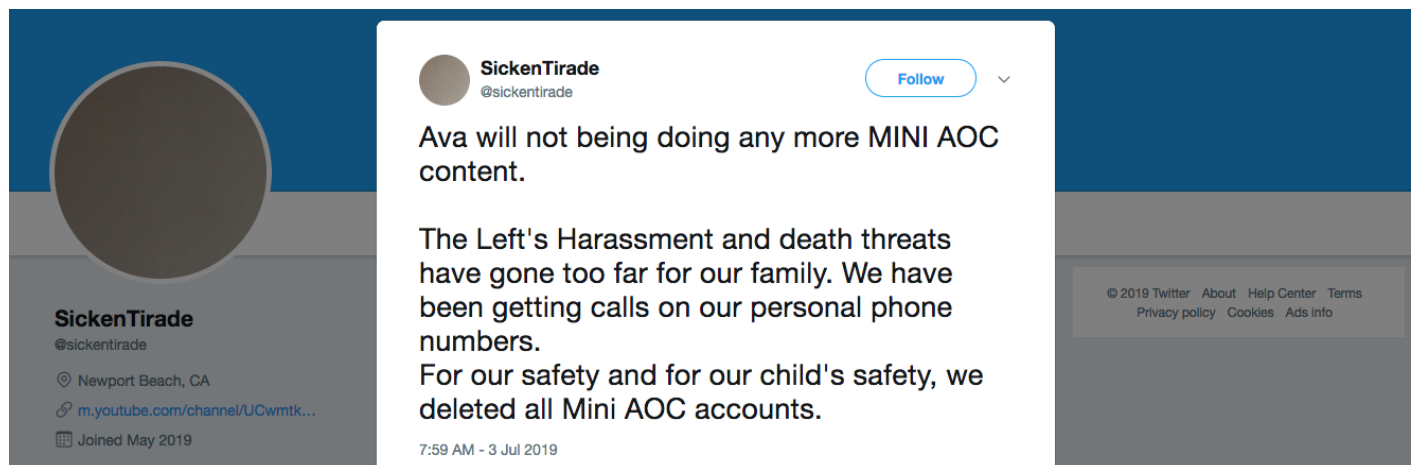 SickenTirade
@sickentirade
Follow
Ava will not being doing any more MINI AOC
content.
The Left's Harassment and death threats
have gone too far for our family. We have
been getting calls on our personal phone
numbers.
For our safety and for our child's safety, we
deleted all Mini AOC accounts.
7:59 AM - 3 Jul 2019
SickenTirade
@sickentirade
Newport Beach, CA
m.youtube.com/channel/UCwmtk...
Joined May 2019
© 2019 Twitter About Help Center Terms
Privacy policy Cookies Ads info